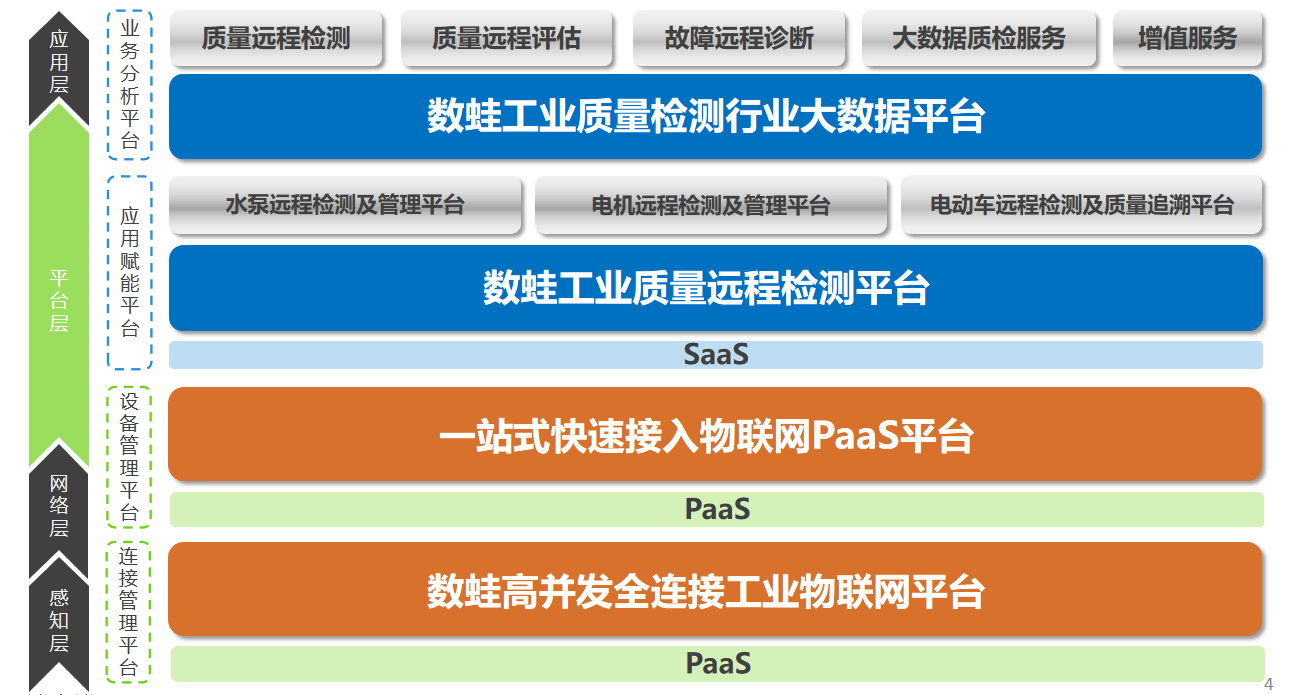 应用层
业务分析平台
质量远程检测
质量远程评估
故障远程诊断
大数据质检服务
增值服务
数蛙工业质量检测行业大数据平台
平台层
应用赋能平台
水泵远程检测及管理平台
电机远程检测及管理平台
电动车远程检测及质量追溯平台
数蛙工业质量远程检测平台
SaaS
设备管理平台
一站式快速接入物联网PaaS平台
PaaS
网络层
连接管理平台
数蛙高并发全连接工业物联网平台
感知层
PaaS
4